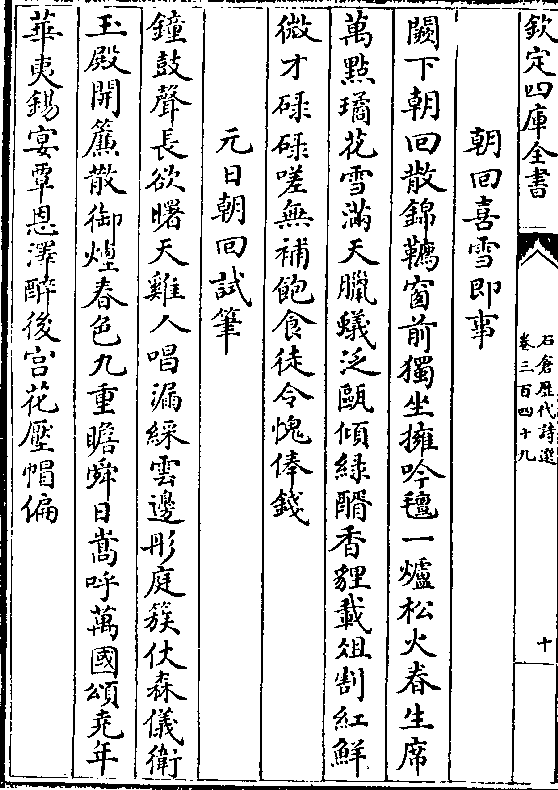 欽定四庫全書
石倉歴代詩選
卷三百四十九
十
朝回喜雪即事
闕下朝回散錦韉窗前獨坐擁吟氊一爐松火春生席
萬點璚花雪滿天臘蟻泛甌傾緑醑香貍載俎割紅鮮
微才碌碌嗟無補飽食徒令愧俸錢
元日朝回試筆
鐘鼓聲長欲曙天雞人唱漏綵雲邊彤庭簇仗森儀衛
玉殿開簾散御煙春色九重瞻舜日嵩呼萬國頌堯年
華夷錫宴覃恩澤醉後宫花壓帽偏